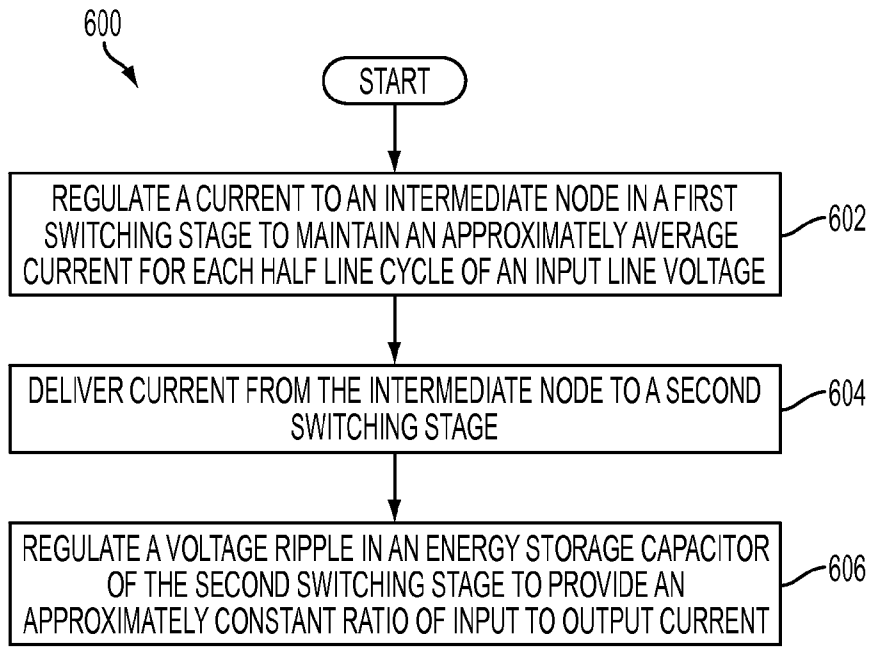 600
START
REGULATE A CURRENT TO AN INTERMEDIATE NODE IN A FIRST
SWITCHING STAGE TO MAINTAIN AN APPROXIMATELY AVERAGE
CURRENT FOR EACH HALF LINE CYCLE OF AN INPUT LINE VOLTAGE
602
DELIVER CURRENT FROM THE INTERMEDIATE NODE TO A SECOND
SWITCHING STAGE
604
REGULATE A VOLTAGE RIPPLE IN AN ENERGY STORAGE CAPACITOR
OF THE SECOND SWITCHING STAGE TO PROVIDE AN
APPROXIMATELY CONSTANT RATIO OF INPUT TO OUTPUT CURRENT
606